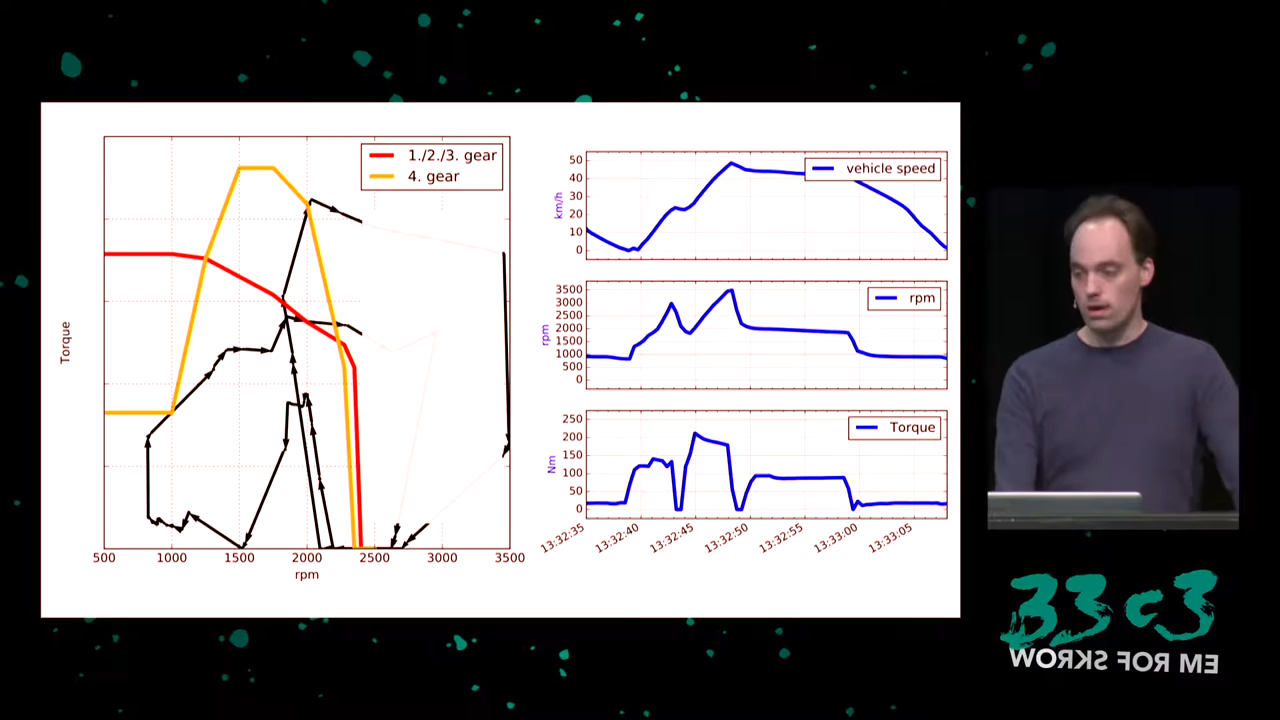 1./2./3. gear
4. gear
Torque
500 1000 1500 2000 2500 3000 3500
rpm
vehicle speed
km/h
50
40
30
20
10
0
rpm
rpm
3500
3000
2500
2000
1500
1000
500
0
Torque
Nm
250
200
150
100
50
0
13:32:35 13:32:40 13:32:45 13:32:50 13:32:55 13:33:00 13:33:05
33c3
WORKS FOR ME